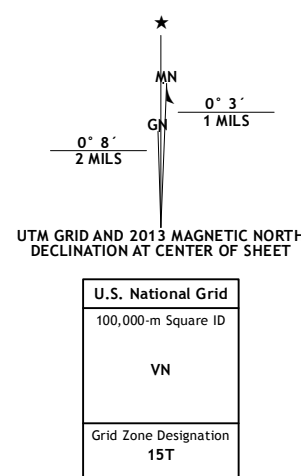 ★
MN
GN
0° 3´
1 MILS
0° 8´
2 MILS
UTM GRID AND 2013 MAGNETIC NORTH
DECLINATION AT CENTER OF SHEET
U.S. National Grid
100,000-m Square ID
VN
Grid Zone Designation
15T